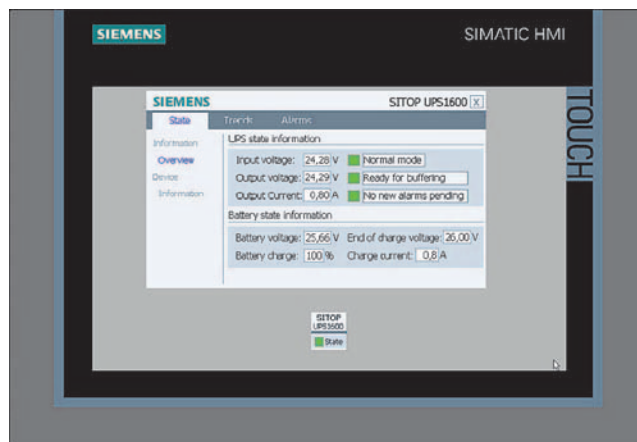 SIEMENS
SIMATIC HMI
TOUCH
SIEMENS
SITOP UPS1600 X
State Trends Alarms
Information
Overview
Device
Information
UPS state information
Input voltage: 24,28 V Normal mode
Output voltage: 24,29 V Ready for buffering
Output Current: 0,80 A No new alarms pending
Battery state information
Battery voltage: 25,66 V End of charge voltage: 26,00 V
Battery charge: 100 % Charge current: 0,8 A
SITOP
UPS1600
State